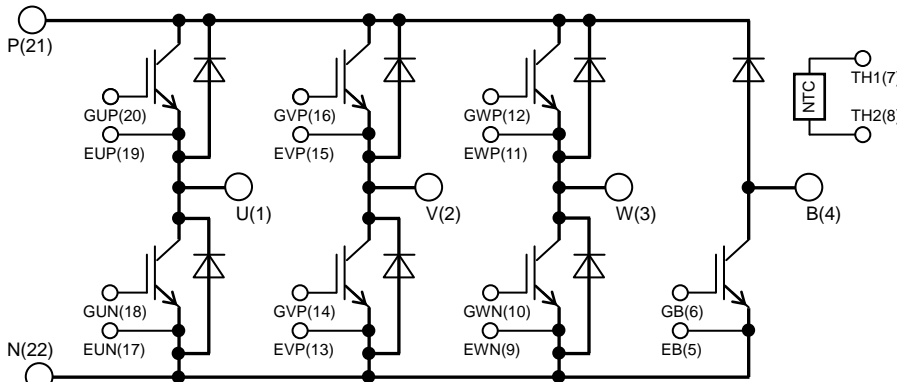 P(21)
GUP(20)
EUP(19)
GVP(16)
EVP(15)
GWP(12)
EWP(11)
NTC
TH1(7)
TH2(8)
U(1)
V(2)
W(3)
B(4)
GUN(18)
EUN(17)
GVP(14)
EVP(13)
GWN(10)
EWN(9)
GB(6)
EB(5)
N(22)